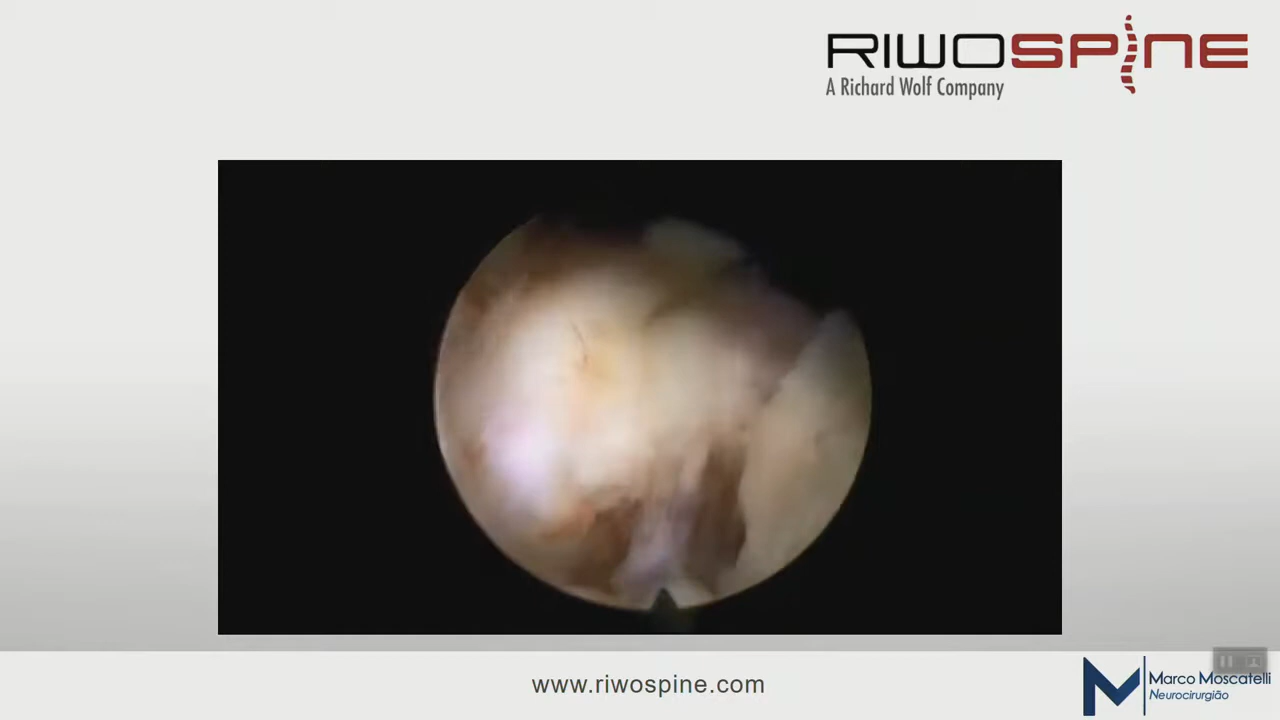 RIWOSPINE
A Richard Wolf Company
www.riwospine.com
Marco Moscatelli
Neurocirurgião